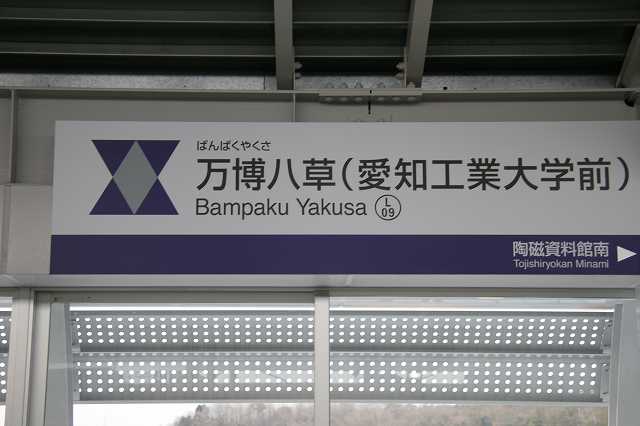 ばんぱくやくさ
万博八草(愛知工業大学前)
Bampaku Yakusa L 09
陶磁資料館南
Tojishiryokan Minami